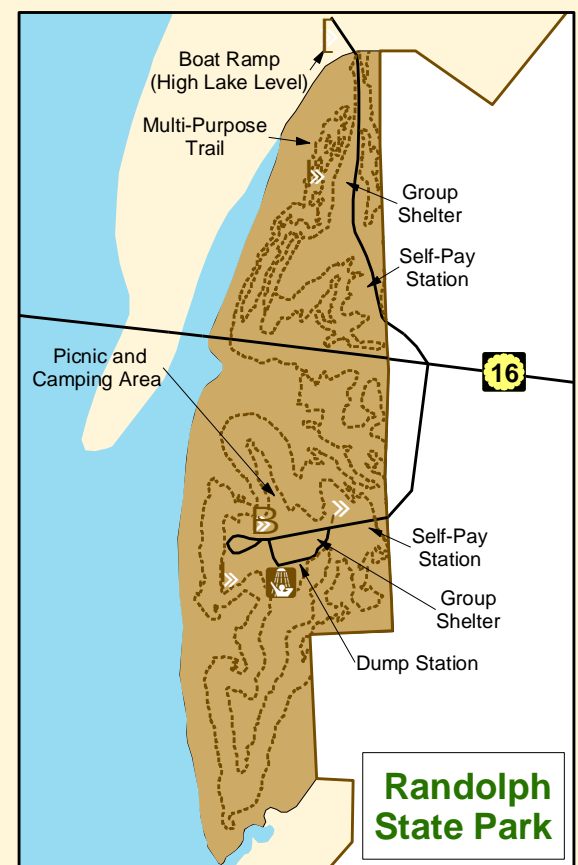 Boat Ramp
(High Lake Level)
Multi-Purpose
Trail
Group
Shelter
Self-Pay
Station
Picnic and
Camping Area
16
B
Self-Pay
Station
Group
Shelter
Dump Station
Randolph
State Park